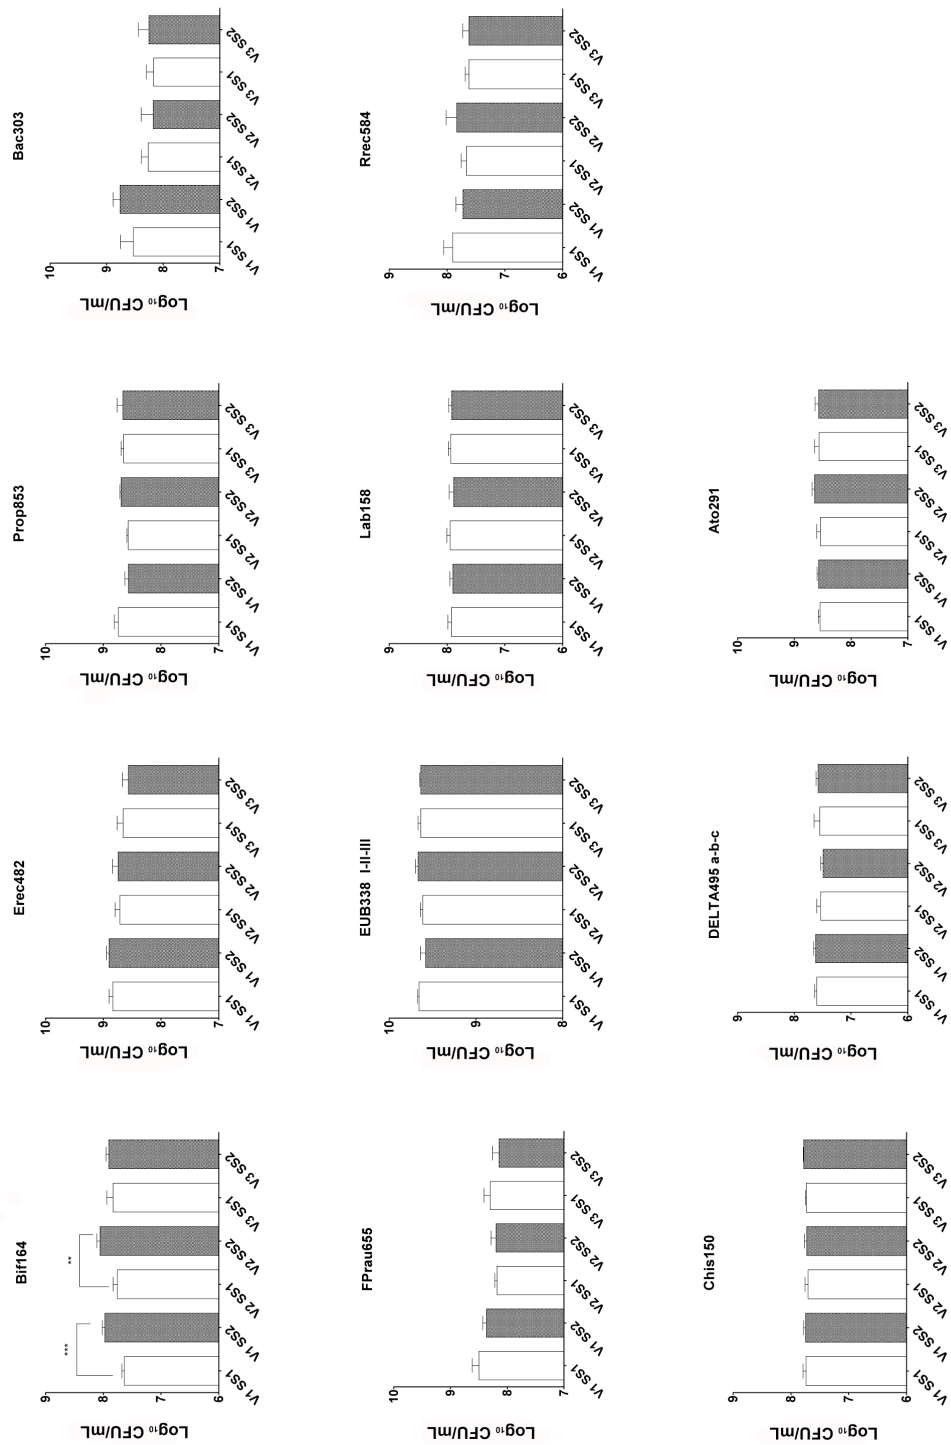 Bif164
***
**
9
8
7
6
Log₁₀ CFU/mL
V1 SS1
V1 SS2
V2 SS1
V2 SS2
V3 SS1
V3 SS2
Erec482
10
9
8
7
Log₁₀ CFU/mL
V1 SS1
V1 SS2
V2 SS1
V2 SS2
V3 SS1
V3 SS2
Prop853
10
9
8
7
Log₁₀ CFU/mL
V1 SS1
V1 SS2
V2 SS1
V2 SS2
V3 SS1
V3 SS2
Bac303
10
9
8
7
Log₁₀ CFU/mL
V1 SS1
V1 SS2
V2 SS1
V2 SS2
V3 SS1
V3 SS2
FPrau655
10
9
8
7
Log₁₀ CFU/mL
V1 SS1
V1 SS2
V2 SS1
V2 SS2
V3 SS1
V3 SS2
EUB338 I-II-III
10
9
8
Log₁₀ CFU/mL
V1 SS1
V1 SS2
V2 SS1
V2 SS2
V3 SS1
V3 SS2
Lab158
9
8
7
6
Log₁₀ CFU/mL
V1 SS1
V1 SS2
V2 SS1
V2 SS2
V3 SS1
V3 SS2
Rrec584
9
8
7
6
Log₁₀ CFU/mL
V1 SS1
V1 SS2
V2 SS1
V2 SS2
V3 SS1
V3 SS2
Chis150
9
8
7
6
Log₁₀ CFU/mL
V1 SS1
V1 SS2
V2 SS1
V2 SS2
V3 SS1
V3 SS2
DELTA495 a-b-c
9
8
7
6
Log₁₀ CFU/mL
V1 SS1
V1 SS2
V2 SS1
V2 SS2
V3 SS1
V3 SS2
Ato291
10
9
8
7
Log₁₀ CFU/mL
V1 SS1
V1 SS2
V2 SS1
V2 SS2
V3 SS1
V3 SS2